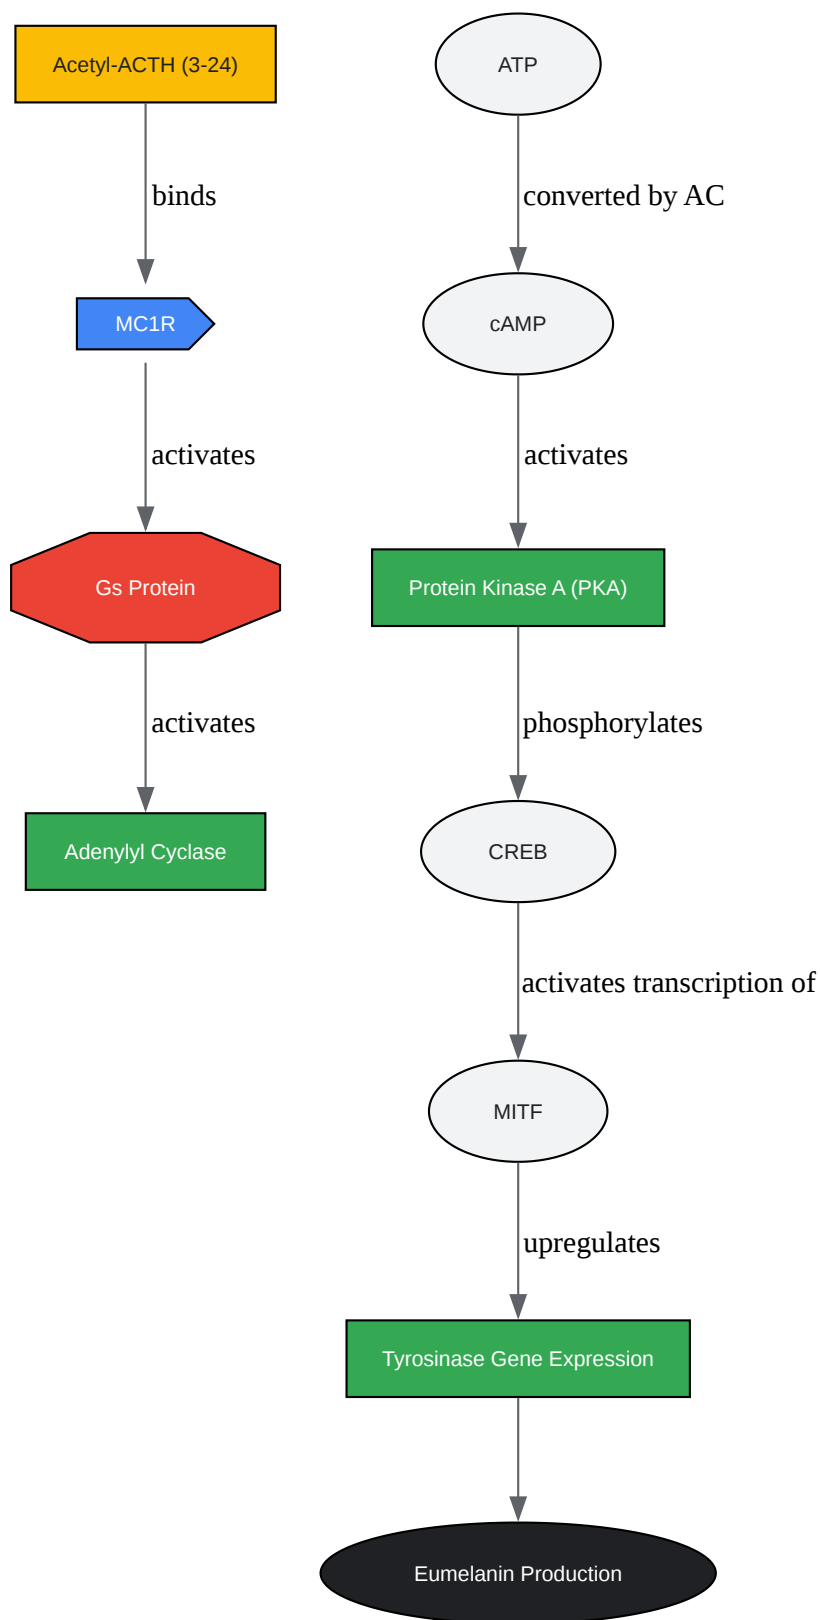 Acetyl-ACTH (3-24)
binds
MC1R
activates
Gs Protein
activates
Adenylyl Cyclase
ATP
converted by AC
cAMP
activates
Protein Kinase A (PKA)
phosphorylates
CREB
activates transcription of
MITF
upregulates
Tyrosinase Gene Expression
Eumelanin Production